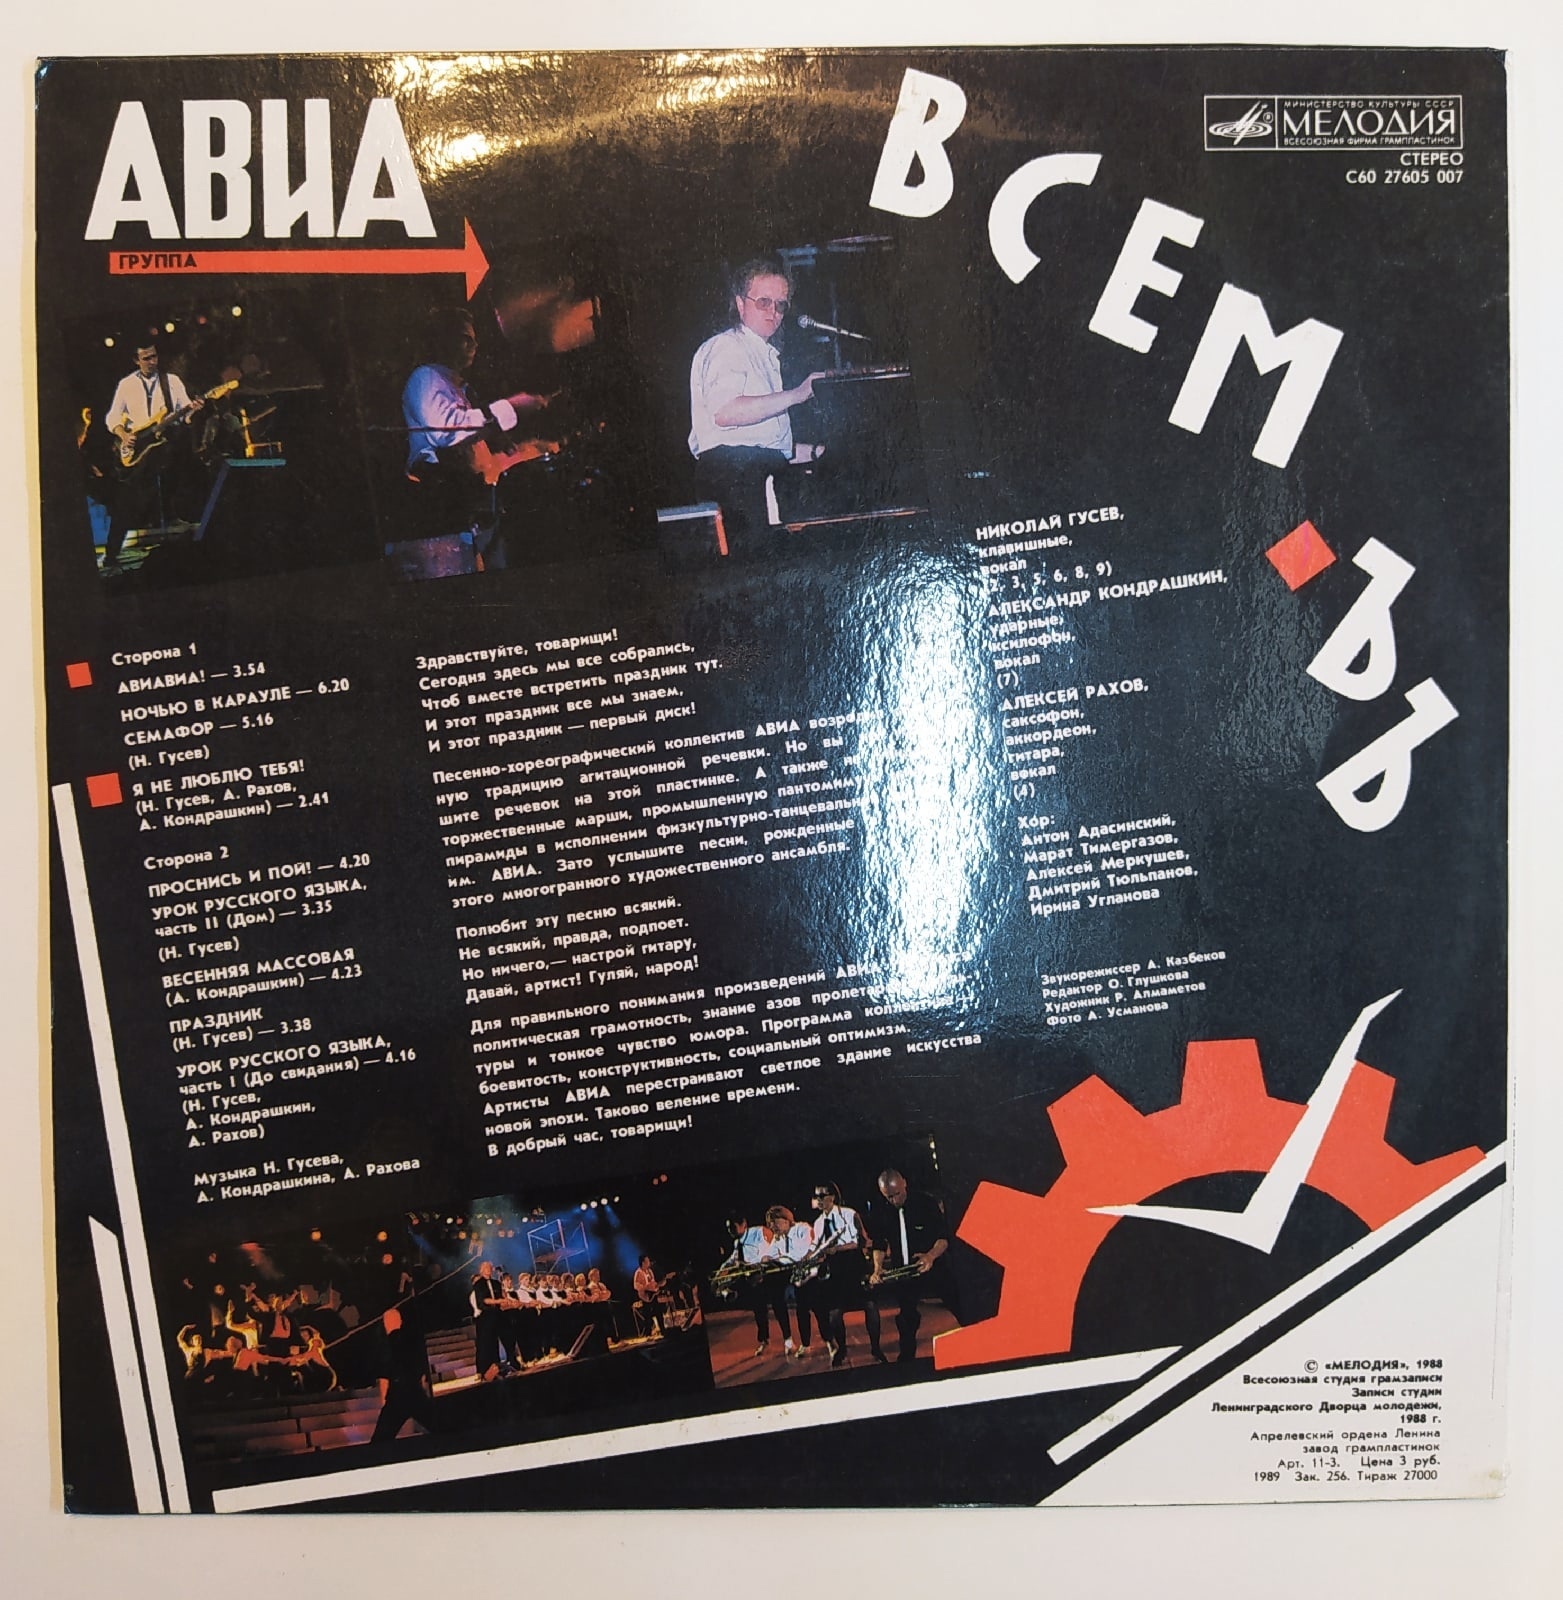 АВИА
ГРУППА
ВСЕМ
ЪЪ
МИНИСТЕРСТВО КУЛЬТУРЫ СССР
МЕЛОДИЯ
ВСЕСОЮЗНАЯ ФИРМА ГРАМПЛАСТИНОК
СТЕРЕО
С60 27605 007
Сторона 1
АВИАВИА! — 3.54
НОЧЬЮ В КАРАУЛЕ — 6.20
СЕМАФОР — 5.16
(Н. Гусев)
Я НЕ ЛЮБЛЮ ТЕБЯ!
(Н. Гусев, А. Рахов,
А. Кондрашкин) — 2.41
Сторона 2
ПРОСНИСЬ И ПОЙ! — 4.20
УРОК РУССКОГО ЯЗЫКА,
часть II (Дом) — 3.35
(Н. Гусев)
ВЕСЕННЯЯ МАССОВАЯ
(А. Кондрашкин) — 4.23
ПРАЗДНИК
(Н. Гусев) — 3.38
УРОК РУССКОГО ЯЗЫКА,
часть I (До свидания) — 4.16
(Н. Гусев,
А. Кондрашкин,
А. Рахов)
Музыка Н. Гусева,
А. Кондрашкина, А. Рахова
Здравствуйте, товарищи!
Сегодня здесь мы все собрались,
Чтоб вместе встретить праздник тут.
И этот праздник все мы знаем,
И этот праздник — первый диск!
Песенно-хореографический коллектив АВИА
ную традицию агитационной речевки. Но вы
шите речевок на этой пластинке. А также
торжественные марши, промышленную
пирамиды в исполнении
им. АВИА. Зато услышите песни, рожденные
этого многогранного художественного ансамбля.
Полюбит эту песню всякий.
Не всякий, правда, подпоет.
Но ничего,— настрой гитару,
Давай, артист! Гуляй, народ!
Для правильного понимания произведений АВИА
политическая грамотность, знание азов
туры и тонкое чувство юмора. Программа
боевитость, конструктивность, социальный оптимизм.
Артисты АВИА перестраивают светлое здание искусства
новой эпохи. Таково веление времени.
В добрый час, товарищи!
НИКОЛАЙ ГУСЕВ,
клавишные,
вокал
(2, 3, 5, 6, 8, 9)
АЛЕКСАНДР КОНДРАШКИН,
ударные,
ксилофон,
вокал
(7)
АЛЕКСЕЙ РАХОВ,
саксофон,
аккордеон,
гитара,
вокал
(4)
Хор:
Антон Адасинский,
Марат Тимергазов,
Алексей Меркушев,
Дмитрий Тюльпанов,
Ирина Угланова
Звукорежиссер А. Казбеков
Редактор О. Глушкова
Художник Р. Алмаметов
Фото А. Усманова
© «МЕЛОДИЯ», 1988
Всесоюзная студия грамзаписи
Записи студии
Ленинградского Дворца молодежи,
1988 г.
Апрелевский ордена Ленина
завод грампластинок
Арт. 11-3. Цена 3 руб.
1989 Зак. 256. Тираж 27000